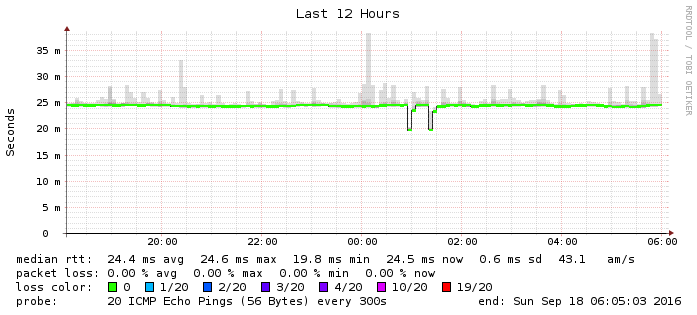 Last 12 Hours
RRDTOOL / TOBI OETIKER
Seconds
35 m
30 m
25 m
20 m
15 m
10 m
5 m
0
20:00 22:00 00:00 02:00 04:00 06:00
median rtt: 24.4 ms avg 24.6 ms max 19.8 ms min 24.5 ms now 0.6 ms sd 43.1 am/s
packet loss: 0.00 % avg 0.00 % max 0.00 % min 0.00 % now
loss color: 0 1/20 2/20 3/20 4/20 10/20 19/20
probe: 20 ICMP Echo Pings (56 Bytes) every 300s end: Sun Sep 18 06:05:03 2016